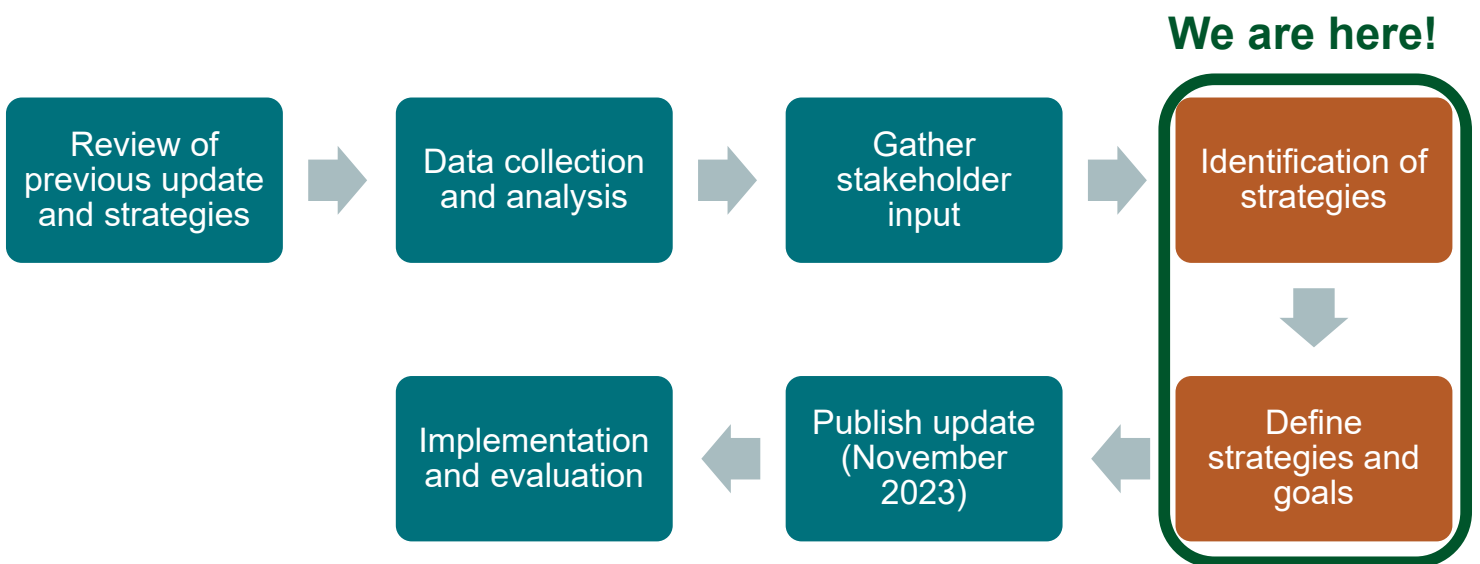 We are here!
Review of
previous update
and strategies
Data collection
and analysis
Gather
stakeholder
input
Identification of
strategies
Define
strategies and
goals
Publish update
(November
2023)
Implementation
and evaluation